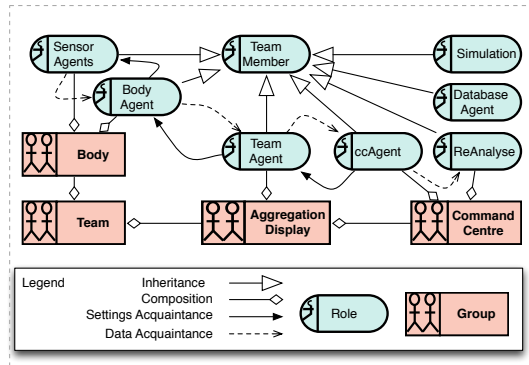 Sensor
Agents
Team
Member
Simulation
Body
Agent
Database
Agent
Team
Agent
ccAgent
ReAnalyse
Body
Team
Aggregation
Display
Command
Centre
Legend
Inheritance
Composition
Settings Acquaintance
Data Acquaintance
Role
Group